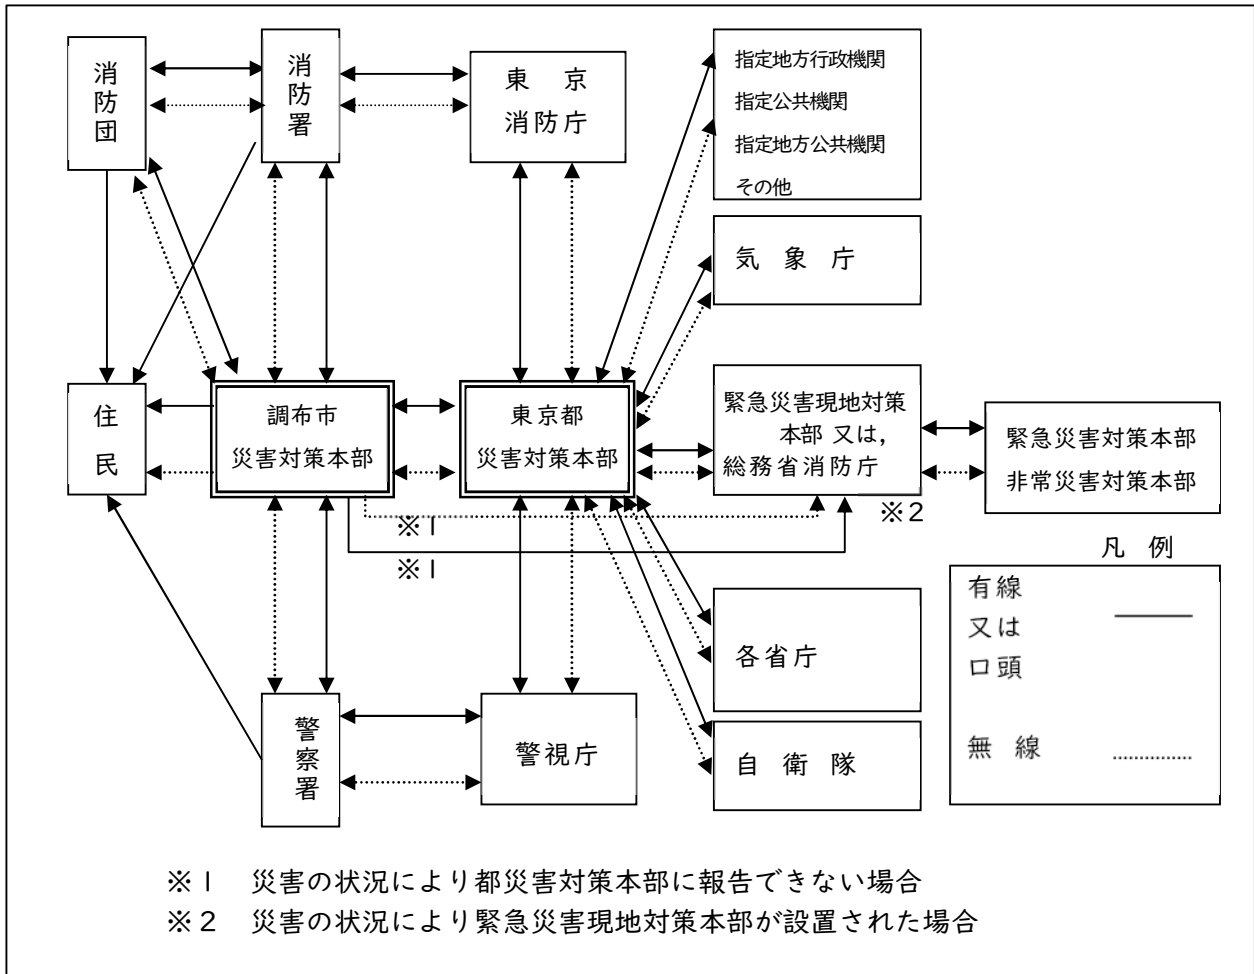 消防団
消防署
東　京
消防庁
指定地方行政機関
指定公共機関
指定地方公共機関
その他
気　象　庁
住民
調布市
災害対策本部
東京都
災害対策本部
緊急災害現地対策
本部 又は，
総務省消防庁
緊急災害対策本部
非常災害対策本部
※１
※１
※２
凡　例
有線
又は
口頭
無　線
各省庁
警察署
警視庁
自　衛　隊
※１　災害の状況により都災害対策本部に報告できない場合
※２　災害の状況により緊急災害現地対策本部が設置された場合